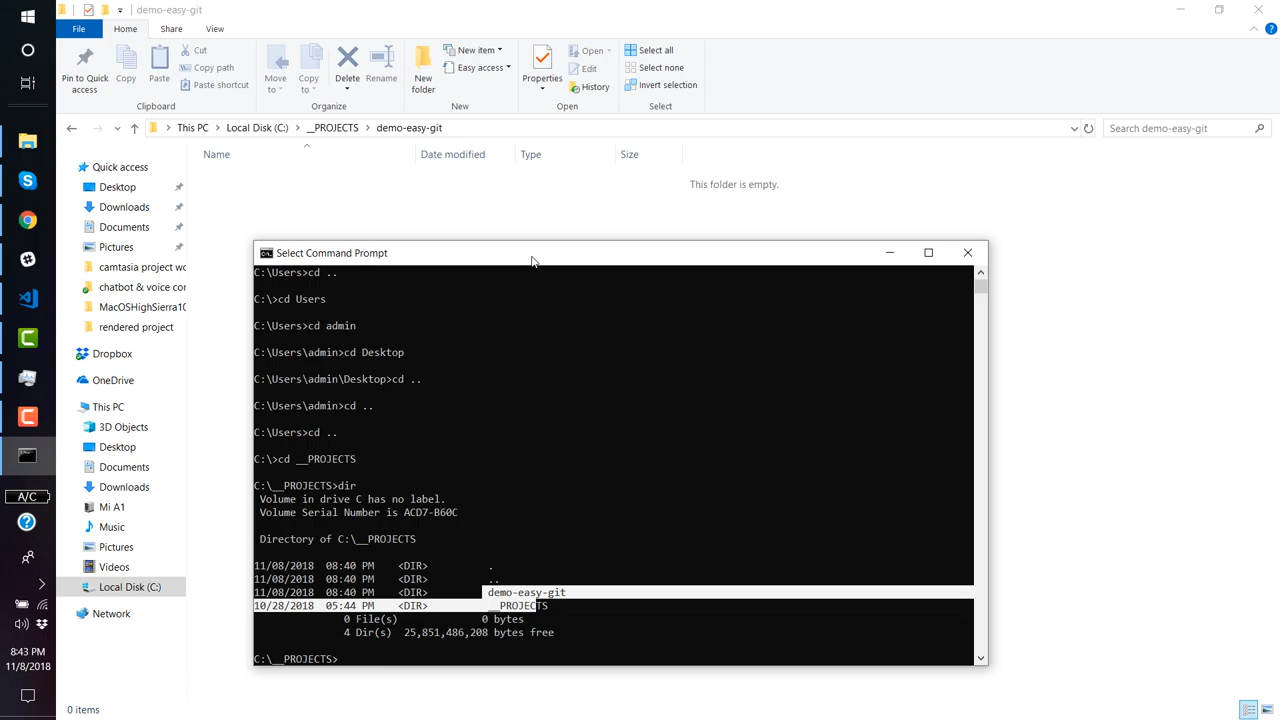 demo-easy-git
File Home Share View
Pin to Quick access
Copy
Paste
Cut
Copy path
Paste shortcut
Clipboard
Move to
Copy to
Delete
Rename
Organize
New folder
New item
Easy access
New
Properties
Open
Edit
History
Open
Select all
Select none
Invert selection
Select
This PC Local Disk (C:) __PROJECTS demo-easy-git
Search demo-easy-git
Name Date modified Type Size
This folder is empty.
Quick access
Desktop
Downloads
Documents
Pictures
camtasia project wo
chatbot & voice cor
MacOSHighSierra10
rendered project
Dropbox
OneDrive
This PC
3D Objects
Desktop
Documents
Downloads
Mi A1
Music
Pictures
Videos
Local Disk (C:)
Network
0 items
Select Command Prompt
C:\Users>cd ..
C:\>cd Users
C:\Users>cd admin
C:\Users\admin>cd Desktop
C:\Users\admin\Desktop>cd ..
C:\Users\admin>cd ..
C:\Users>cd ..
C:\>cd __PROJECTS
C:\__PROJECTS>dir
Volume in drive C has no label.
Volume Serial Number is ACD7-B60C
Directory of C:\__PROJECTS
11/08/2018 08:40 PM <DIR> .
11/08/2018 08:40 PM <DIR> ..
11/08/2018 08:40 PM <DIR> demo-easy-git
10/28/2018 05:44 PM <DIR> __PROJECTS
0 File(s) 0 bytes
4 Dir(s) 25,851,486,208 bytes free
C:\__PROJECTS>
A/C
8:43 PM
11/8/2018